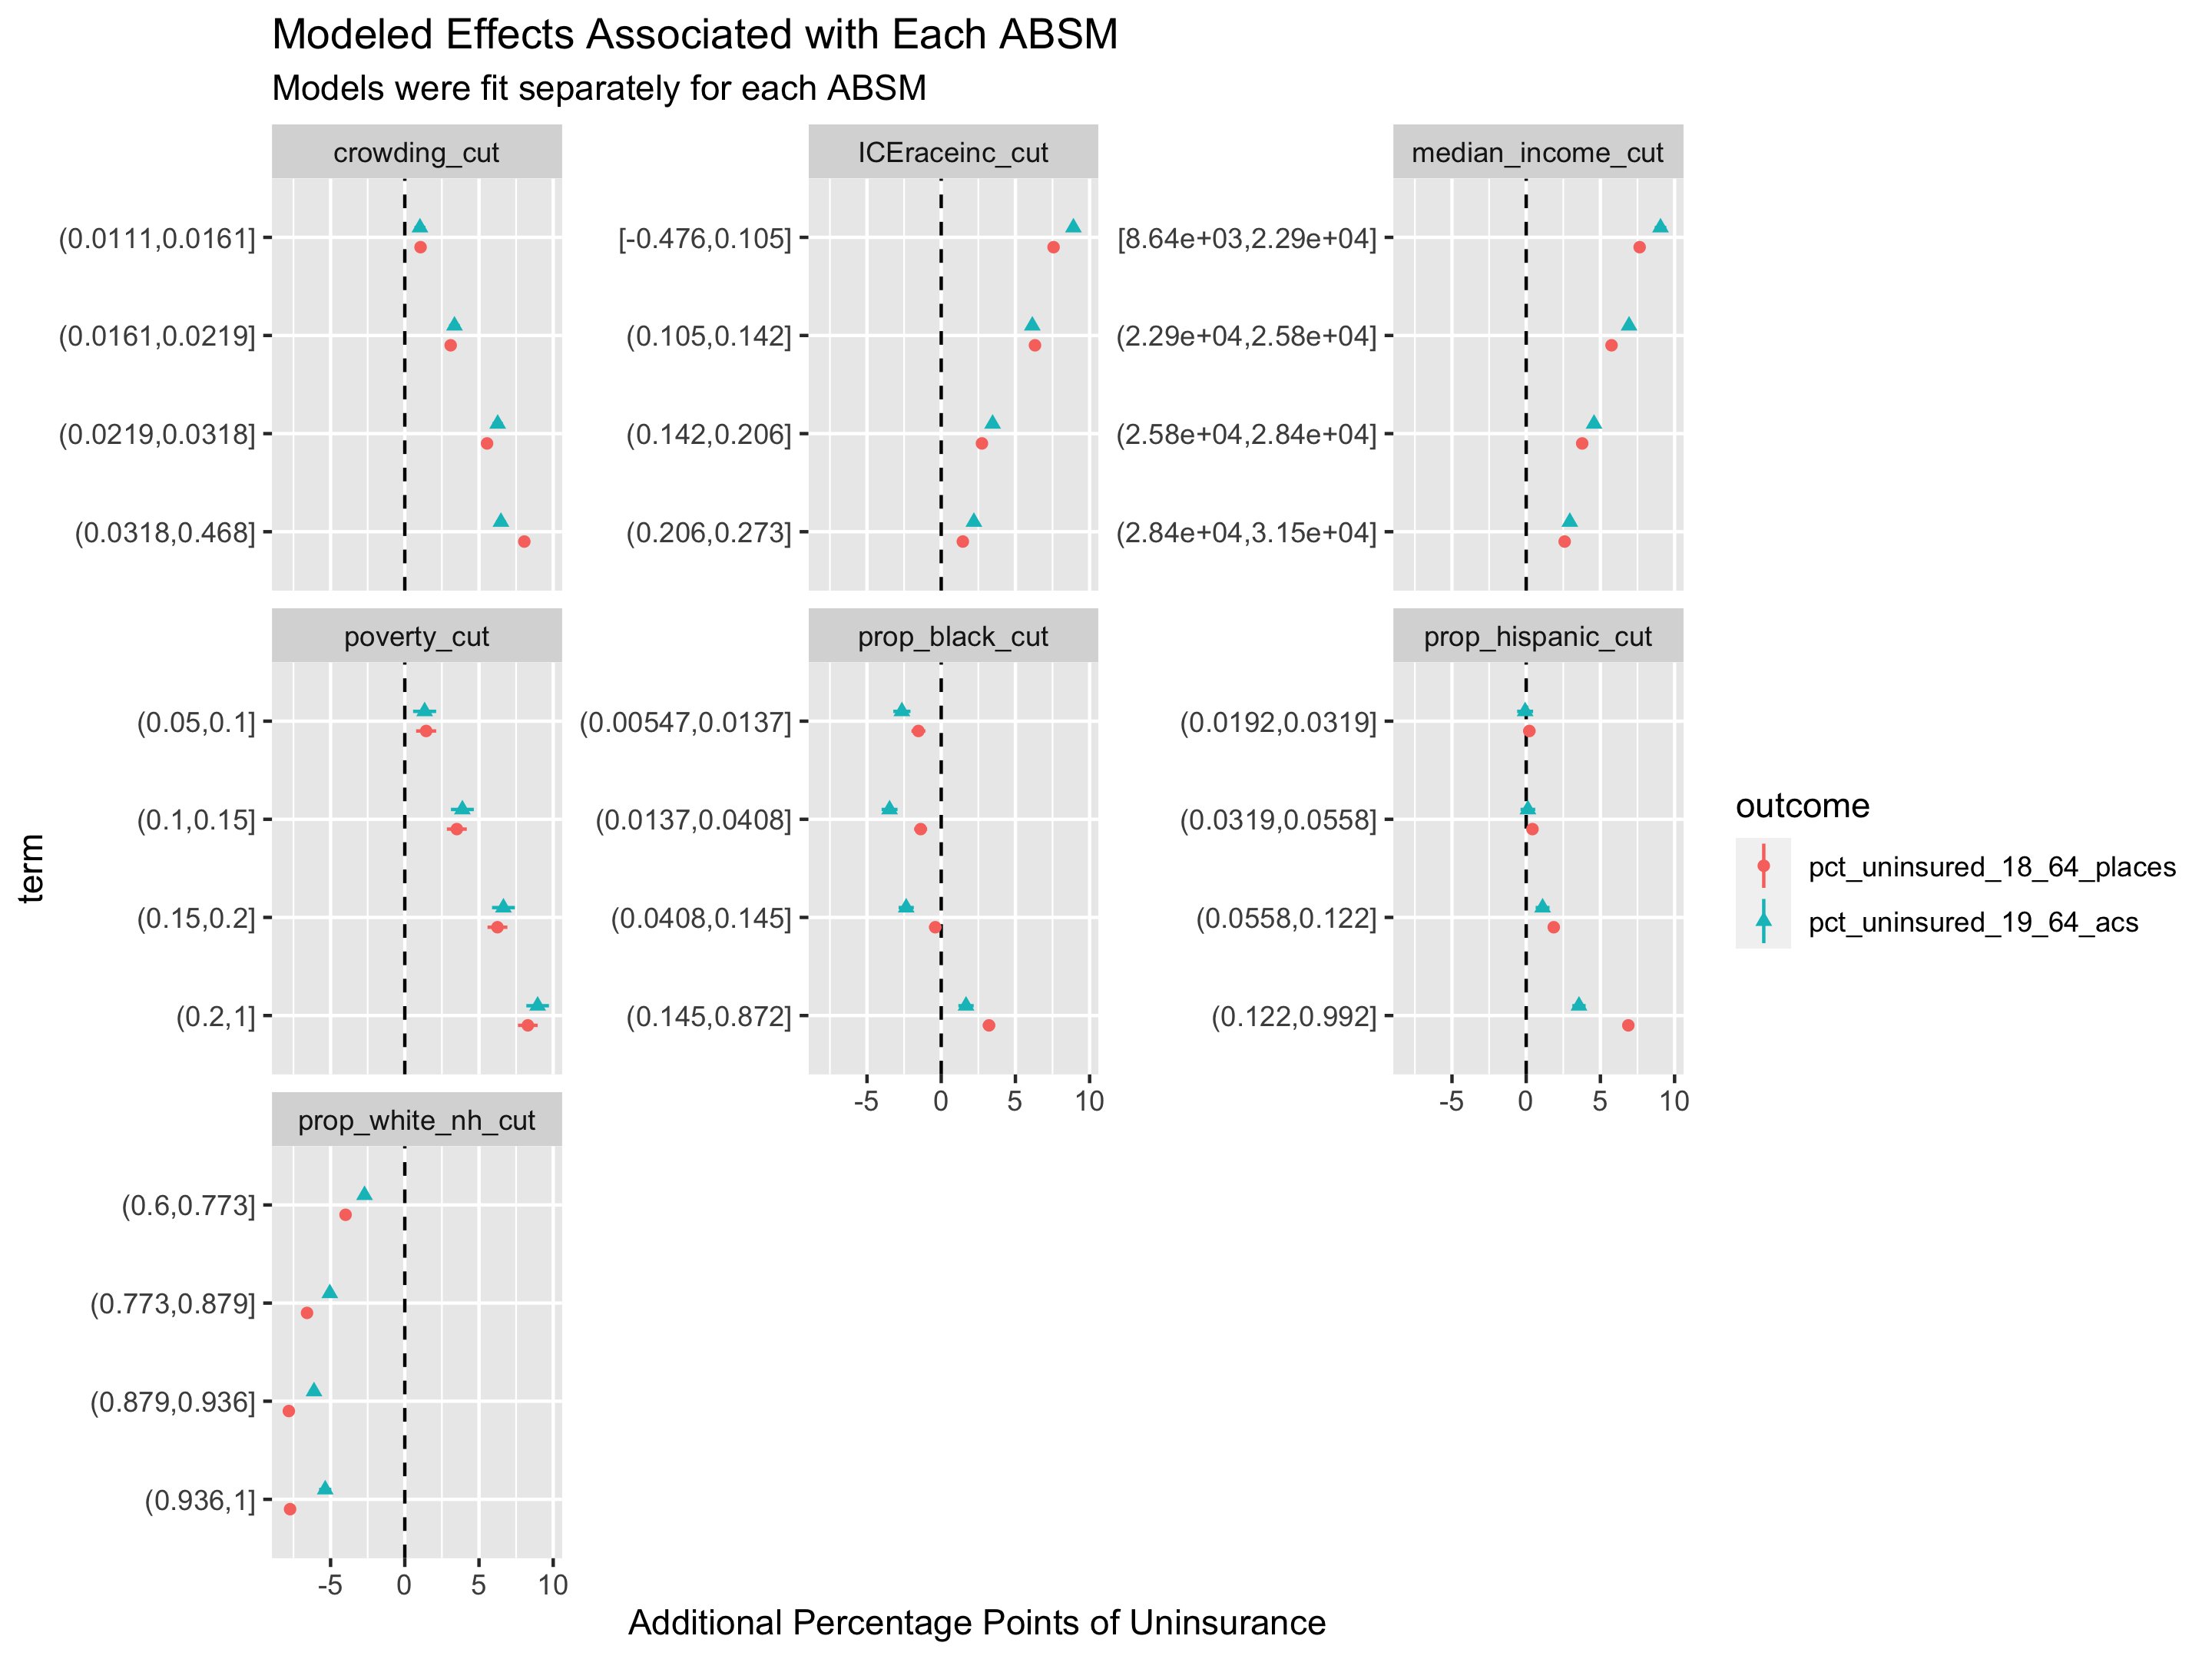 Modeled Effects Associated with Each ABSM
Models were fit separately for each ABSM
crowding_cut
(0.0111,0.0161]
(0.0161,0.0219]
(0.0219,0.0318]
(0.0318,0.468]
ICEraceinc_cut
[-0.476,0.105]
(0.105,0.142]
(0.142,0.206]
(0.206,0.273]
median_income_cut
[8.64e+03,2.29e+04]
(2.29e+04,2.58e+04]
(2.58e+04,2.84e+04]
(2.84e+04,3.15e+04]
poverty_cut
(0.05,0.1]
(0.1,0.15]
(0.15,0.2]
(0.2,1]
prop_black_cut
(0.00547,0.0137]
(0.0137,0.0408]
(0.0408,0.145]
(0.145,0.872]
-5 0 5 10
prop_hispanic_cut
(0.0192,0.0319]
(0.0319,0.0558]
(0.0558,0.122]
(0.122,0.992]
-5 0 5 10
prop_white_nh_cut
(0.6,0.773]
(0.773,0.879]
(0.879,0.936]
(0.936,1]
-5 0 5 10
term
Additional Percentage Points of Uninsurance
outcome
pct_uninsured_18_64_places
pct_uninsured_19_64_acs